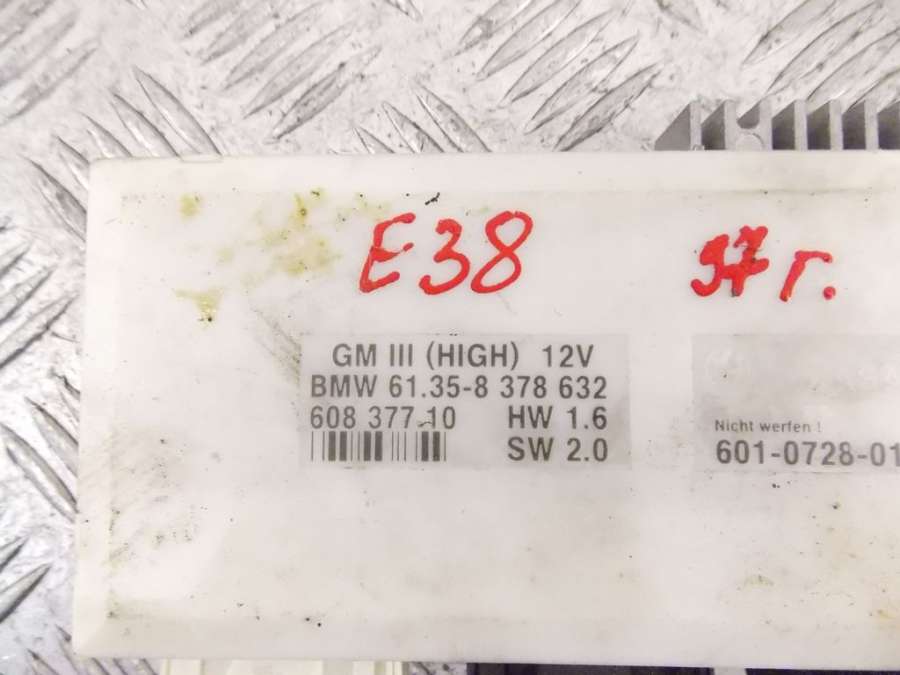 E38 97 г.
GM III (HIGH) 12V
BMW 61.35-8 378 632
608 377 10 HW 1.6
SW 2.0
Nicht werfen !
601-0728-01